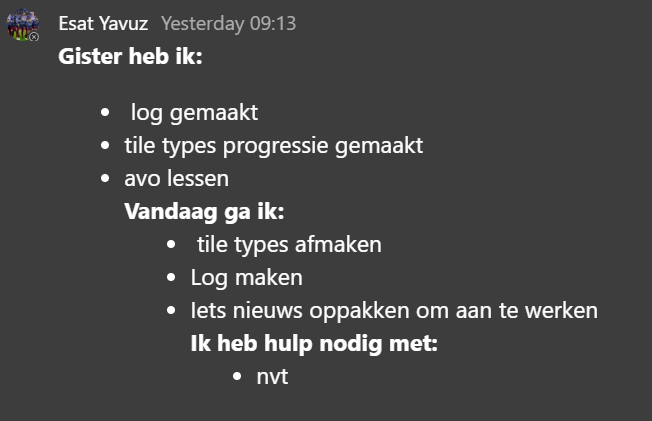 Esat Yavuz Yesterday 09:13
Gister heb ik:
log gemaakt
tile types progressie gemaakt
avo lessen
Vandaag ga ik:
tile types afmaken
Log maken
Iets nieuws oppakken om aan te werken
Ik heb hulp nodig met:
nvt